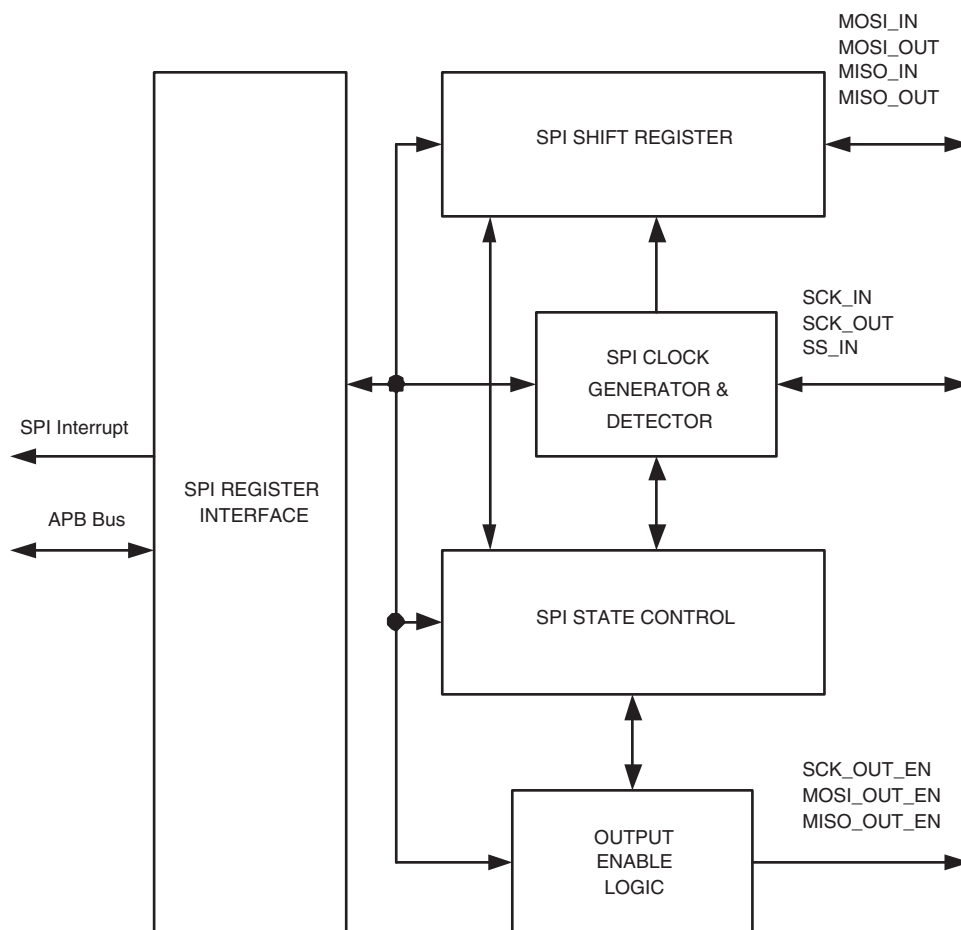 MOSI_IN
MOSI_OUT
MISO_IN
MISO_OUT
SPI SHIFT REGISTER
SCK_IN
SCK_OUT
SS_IN
SPI CLOCK
GENERATOR &
DETECTOR
SPI Interrupt
APB Bus
SPI REGISTER
INTERFACE
SPI STATE CONTROL
SCK_OUT_EN
MOSI_OUT_EN
MISO_OUT_EN
OUTPUT
ENABLE
LOGIC